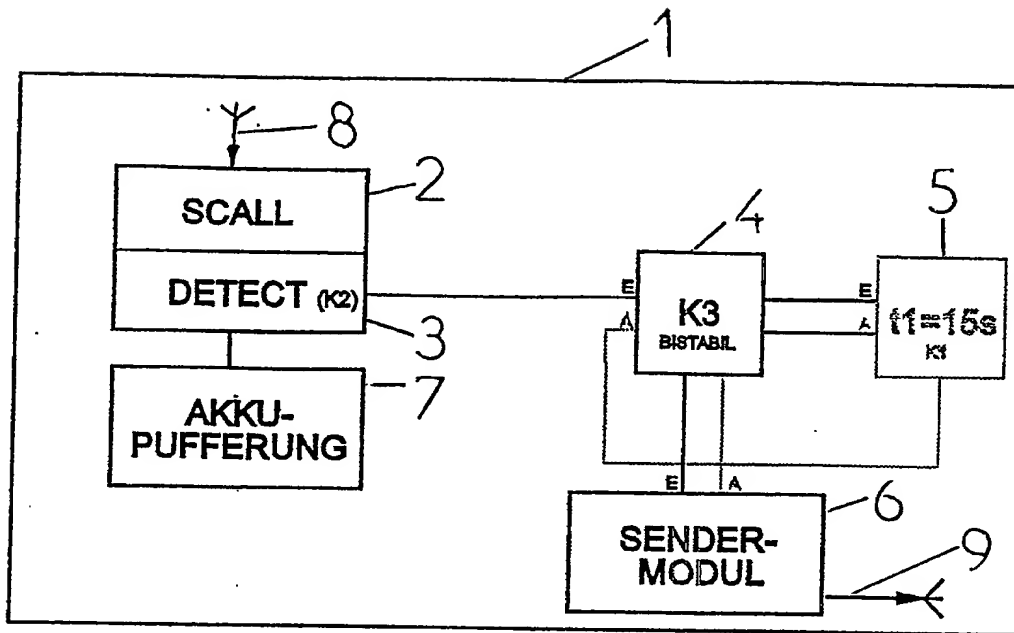 1
8
SCALL
2
DETECT (K2)
3
AKKU-
PUFFERUNG
7
4
E
A
K3
BISTABIL
5
E
A
t1=15s
K1
E
A
SENDER-
MODUL
6
9